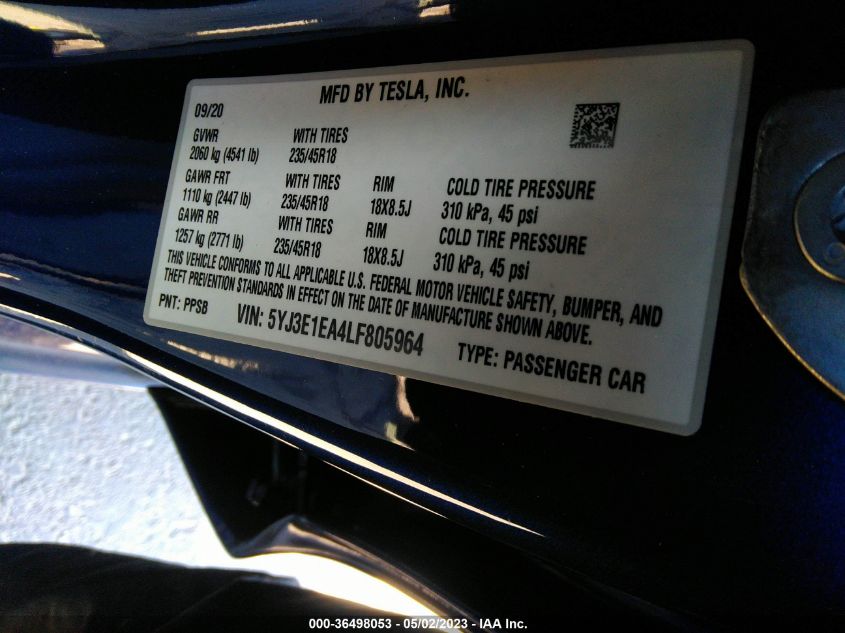 MFD BY TESLA, INC.
09/20
GVWR WITH TIRES
2060 kg (4541 lb) 235/45R18
GAWR FRT WITH TIRES RIM COLD TIRE PRESSURE
1110 kg (2447 lb) 235/45R18 18X8.5J 310 kPa, 45 psi
GAWR RR WITH TIRES RIM COLD TIRE PRESSURE
1257 kg (2771 lb) 235/45R18 18X8.5J 310 kPa, 45 psi
THIS VEHICLE CONFORMS TO ALL APPLICABLE U.S. FEDERAL MOTOR VEHICLE SAFETY, BUMPER, AND
THEFT PREVENTION STANDARDS IN EFFECT ON THE DATE OF MANUFACTURE SHOWN ABOVE.
PNT: PPSB VIN: 5YJ3E1EA4LF805964 TYPE: PASSENGER CAR
000-36498053 - 05/02/2023 - IAA Inc.